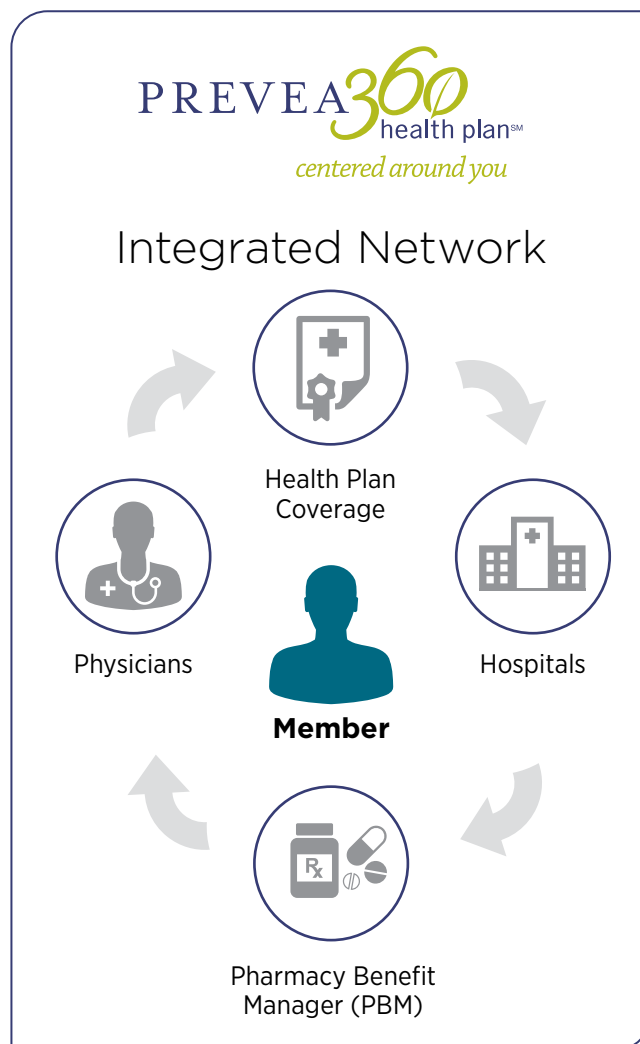 PREVEA360
health plan℠
centered around you
Integrated Network
Health Plan
Coverage
Physicians
Hospitals
Member
Rx
Pharmacy Benefit
Manager (PBM)